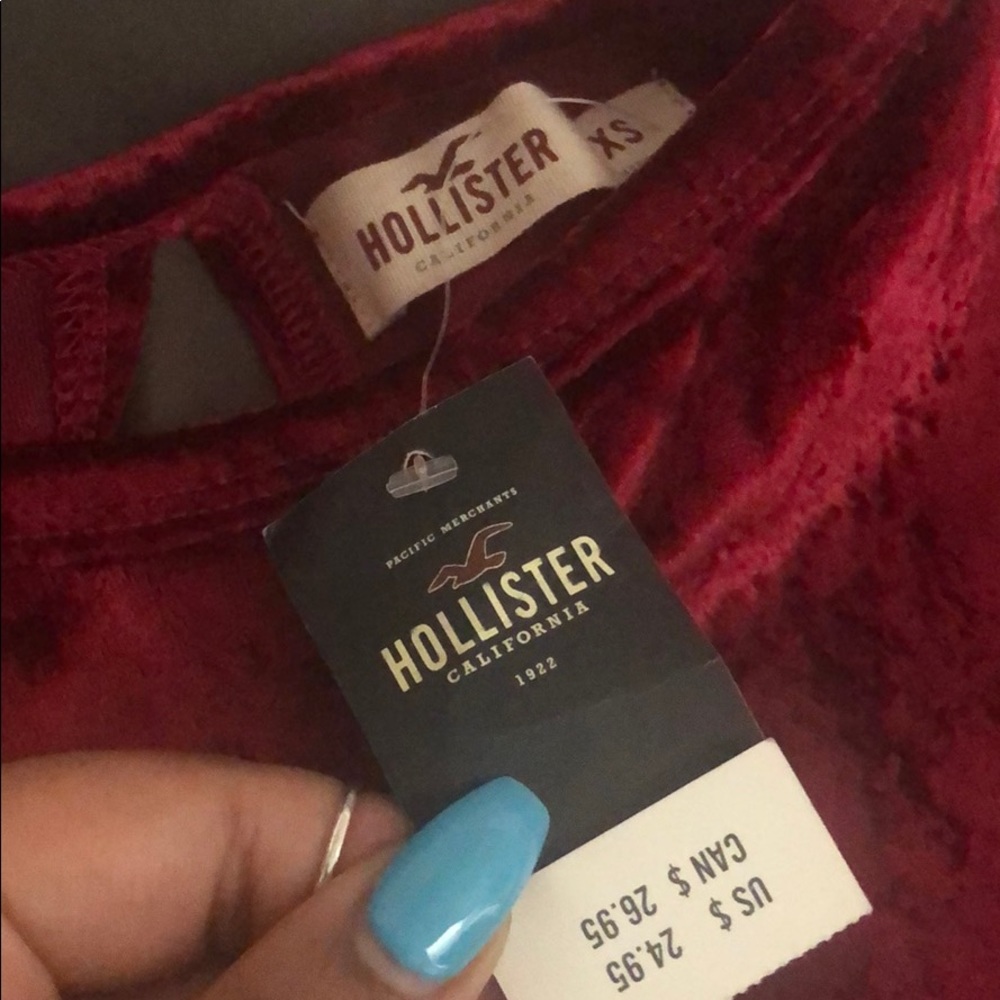 HOLLISTER
CALIFORNIA
XS
PACIFIC MERCHANTS
HOLLISTER
CALIFORNIA
1922
US $ 24.95
CAN $ 26.95